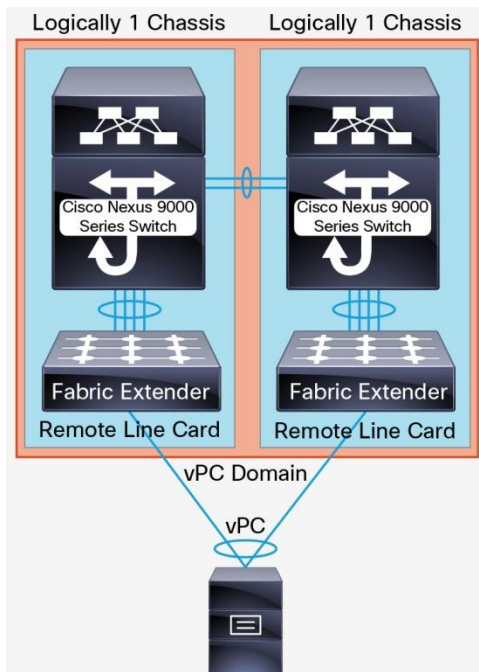 Logically 1 Chassis
Logically 1 Chassis
Cisco Nexus 9000
Series Switch
Cisco Nexus 9000
Series Switch
Fabric Extender
Fabric Extender
Remote Line Card
Remote Line Card
vPC Domain
vPC